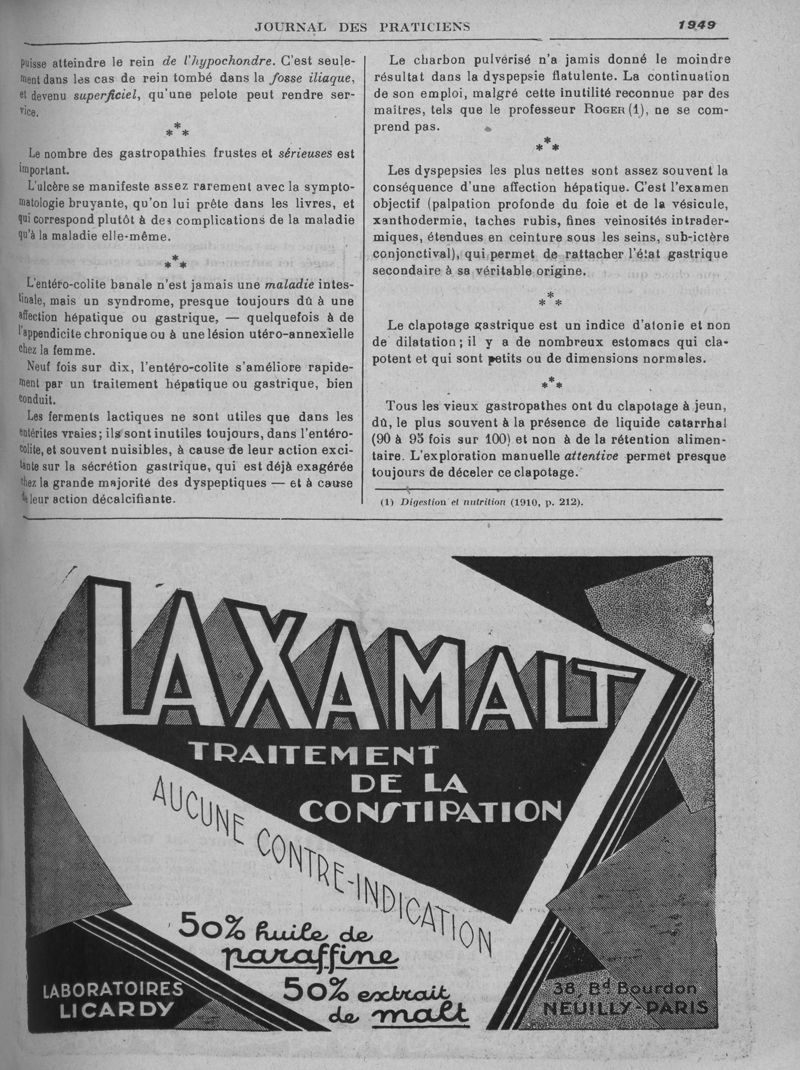 JOURNAL DES PRATICIENS
1949
puisse atteindre le rein de l'hypochondre. C'est seule-
ment dans les cas de rein tombé dans la fosse iliaque,
et devenu superficiel, qu'une pelote peut rendre ser-
vice.
* * *
Le nombre des gastropathies frustes et sérieuses est
important.
L'ulcère se manifeste assez rarement avec la sympto-
matologie bruyante, qu'on lui prête dans les livres, et
qui correspond plutôt à des complications de la maladie
qu'à la maladie elle-même.
* * *
L'entéro-colite banale n'est jamais une maladie intes-
tinale, mais un syndrome, presque toujours dû à une
affection hépatique ou gastrique, — quelquefois à de
l'appendicite chronique ou à une lésion utéro-annexielle
chez la femme.
Neuf fois sur dix, l'entéro-colite s'améliore rapide-
ment par un traitement hépatique ou gastrique, bien
conduit.
Les ferments lactiques ne sont utiles que dans les
entérites vraies; ils sont inutiles toujours, dans l'entéro-
colite, et souvent nuisibles, à cause de leur action exci-
tante sur la sécrétion gastrique, qui est déjà exagérée
chez la grande majorité des dyspeptiques — et à cause
de leur action décalcifiante.
Le charbon pulvérisé n'a jamais donné le moindre
résultat dans la dyspepsie flatulente. La continuation
de son emploi, malgré cette inutilité reconnue par des
maîtres, tels que le professeur ROGER (1), ne se com-
prend pas.
* * *
Les dyspepsies les plus nettes sont assez souvent la
conséquence d'une affection hépatique. C'est l'examen
objectif (palpation profonde du foie et de la vésicule,
xanthodermie, taches rubis, fines veinosités intrader-
miques, étendues en ceinture sous les seins, sub-ictère
conjonctival), qui permet de rattacher l'état gastrique
secondaire à sa véritable origine.
* * *
Le clapotage gastrique est un indice d'atonie et non
de dilatation; il y a de nombreux estomacs qui cla-
potent et qui sont petits ou de dimensions normales.
* * *
Tous les vieux gastropathes ont du clapotage à jeun,
dû, le plus souvent à la présence de liquide catarrhal
(90 à 95 fois sur 100) et non à de la rétention alimen-
taire. L'exploration manuelle attentive permet presque
toujours de déceler ce clapotage.
(1) Digestion et nutrition (1910, p. 212).
LAXAMALT
TRAITEMENT
DE LA
CONSTIPATION
AUCUNE CONTRE-INDICATION
50% huile de
paraffine
50% extrait
de malt
LABORATOIRES
LICARDY
38, Bd Bourdon
NEUILLY-PARIS